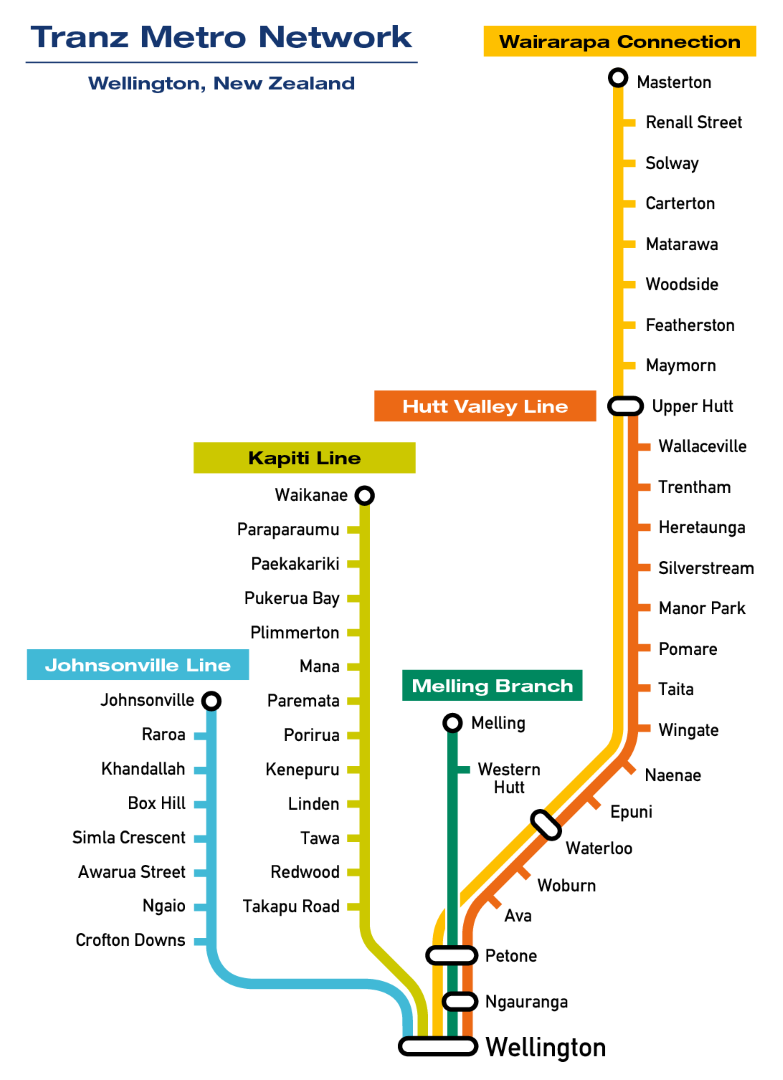 Tranz Metro Network
Wellington, New Zealand
Wairarapa Connection
Masterton
Renall Street
Solway
Carterton
Matarawa
Woodside
Featherston
Maymorn
Hutt Valley Line
Upper Hutt
Wallaceville
Trentham
Heretaunga
Silverstream
Manor Park
Pomare
Taita
Wingate
Naenae
Epuni
Waterloo
Woburn
Ava
Kapiti Line
Waikanae
Paraparaumu
Paekakariki
Pukerua Bay
Plimmerton
Mana
Paremata
Porirua
Kenepuru
Linden
Tawa
Redwood
Takapu Road
Johnsonville Line
Johnsonville
Raroa
Khandallah
Box Hill
Simla Crescent
Awarua Street
Ngaio
Crofton Downs
Melling Branch
Melling
Western
Hutt
Petone
Ngauranga
Wellington